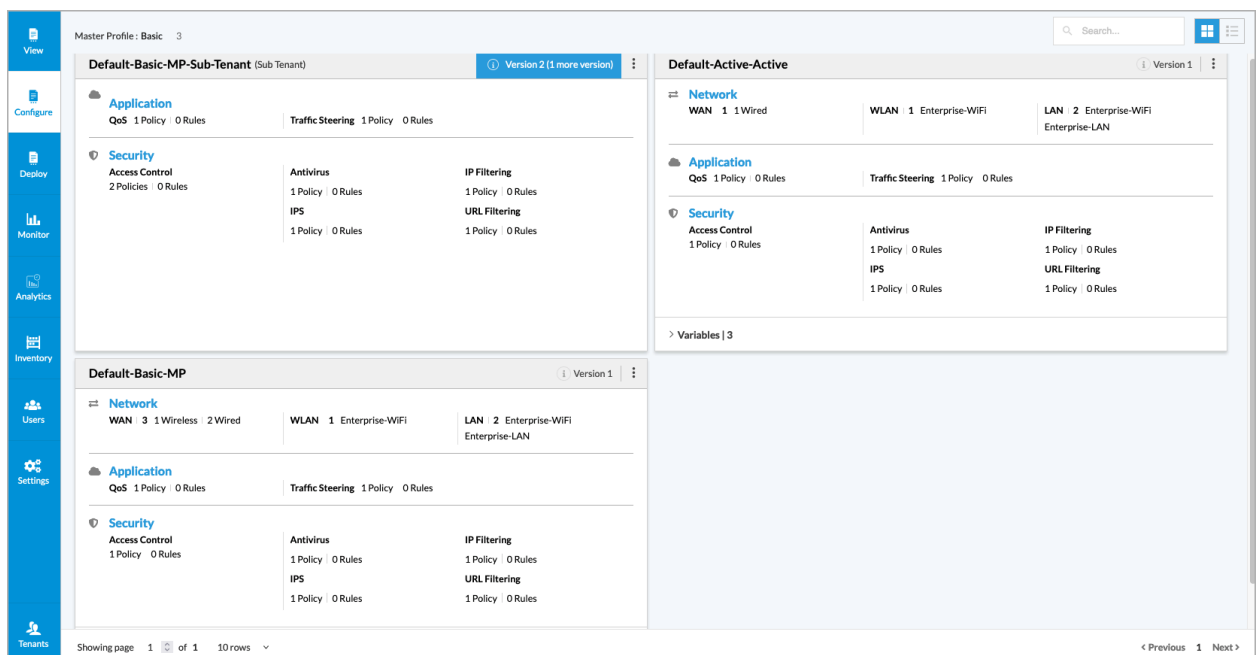 View
Configure
Deploy
Monitor
Analytics
Inventory
Users
Settings
Tenants
Master Profile : Basic 3
Search...
Default-Basic-MP-Sub-Tenant (Sub Tenant)
Version 2 (1 more version)
Application
QoS 1 Policy 0 Rules
Traffic Steering 1 Policy 0 Rules
Security
Access Control
2 Policies 0 Rules
Antivirus
1 Policy 0 Rules
IPS
1 Policy 0 Rules
IP Filtering
1 Policy 0 Rules
URL Filtering
1 Policy 0 Rules
Default-Active-Active
Version 1
Network
WAN 1 1 Wired
WLAN 1 Enterprise-WiFi
LAN 2 Enterprise-WiFi
Enterprise-LAN
Application
QoS 1 Policy 0 Rules
Traffic Steering 1 Policy 0 Rules
Security
Access Control
1 Policy 0 Rules
Antivirus
1 Policy 0 Rules
IPS
1 Policy 0 Rules
IP Filtering
1 Policy 0 Rules
URL Filtering
1 Policy 0 Rules
> Variables | 3
Default-Basic-MP
Version 1
Network
WAN 3 1 Wireless 2 Wired
WLAN 1 Enterprise-WiFi
LAN 2 Enterprise-WiFi
Enterprise-LAN
Application
QoS 1 Policy 0 Rules
Traffic Steering 1 Policy 0 Rules
Security
Access Control
1 Policy 0 Rules
Antivirus
1 Policy 0 Rules
IPS
1 Policy 0 Rules
IP Filtering
1 Policy 0 Rules
URL Filtering
1 Policy 0 Rules
Showing page 1 of 1 10 rows
< Previous 1 Next >